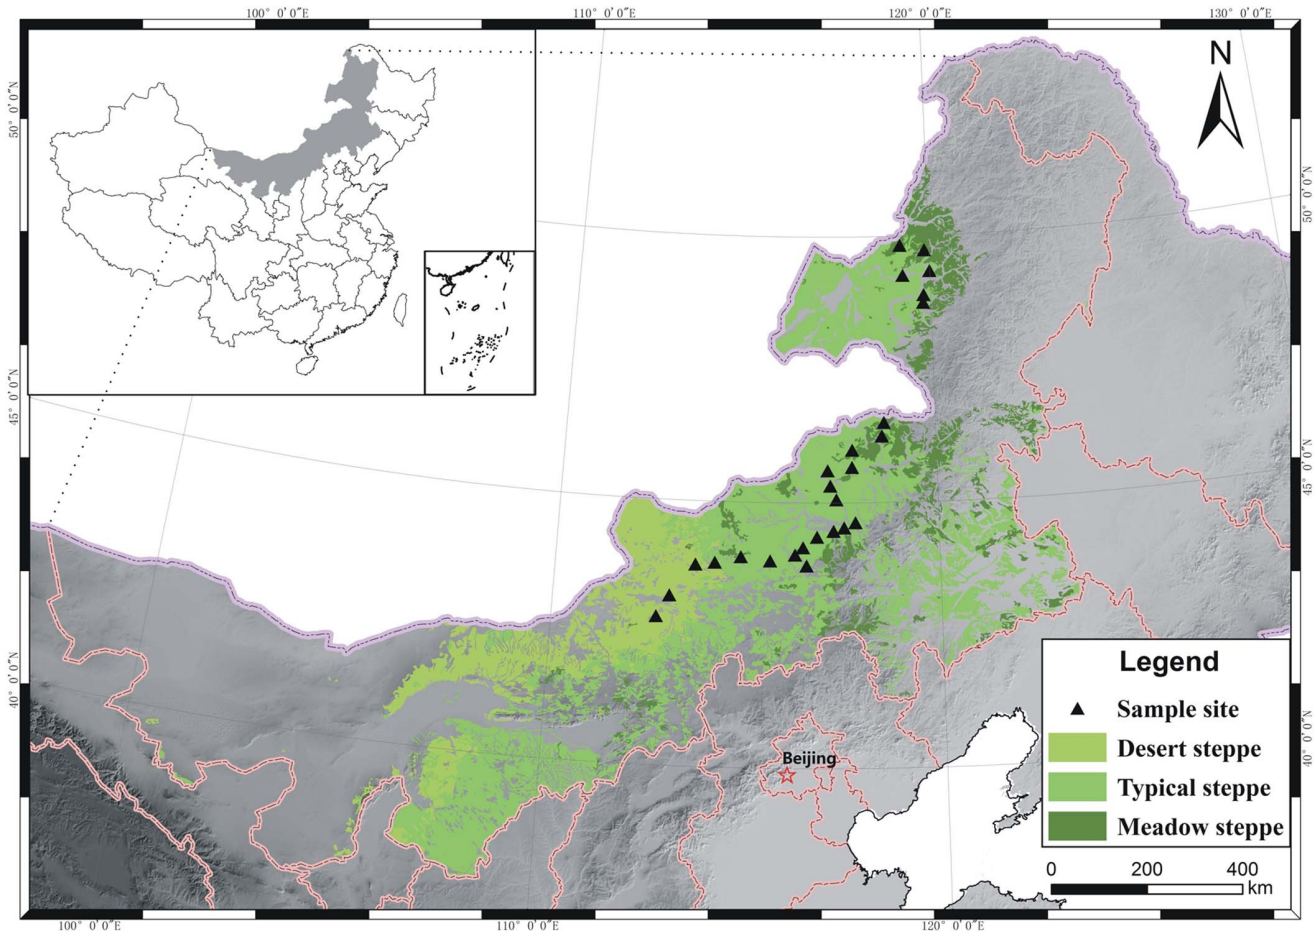 100° 0′0″E
110° 0′0″E
120° 0′0″E
130° 0′0″E
N
50° 0′0″N
50° 0′0″N
45° 0′0″N
45° 0′0″N
40° 0′0″N
40° 0′0″N
Beijing
Legend
Sample site
Desert steppe
Typical steppe
Meadow steppe
0 200 400
km
100° 0′0″E
110° 0′0″E
120° 0′0″E